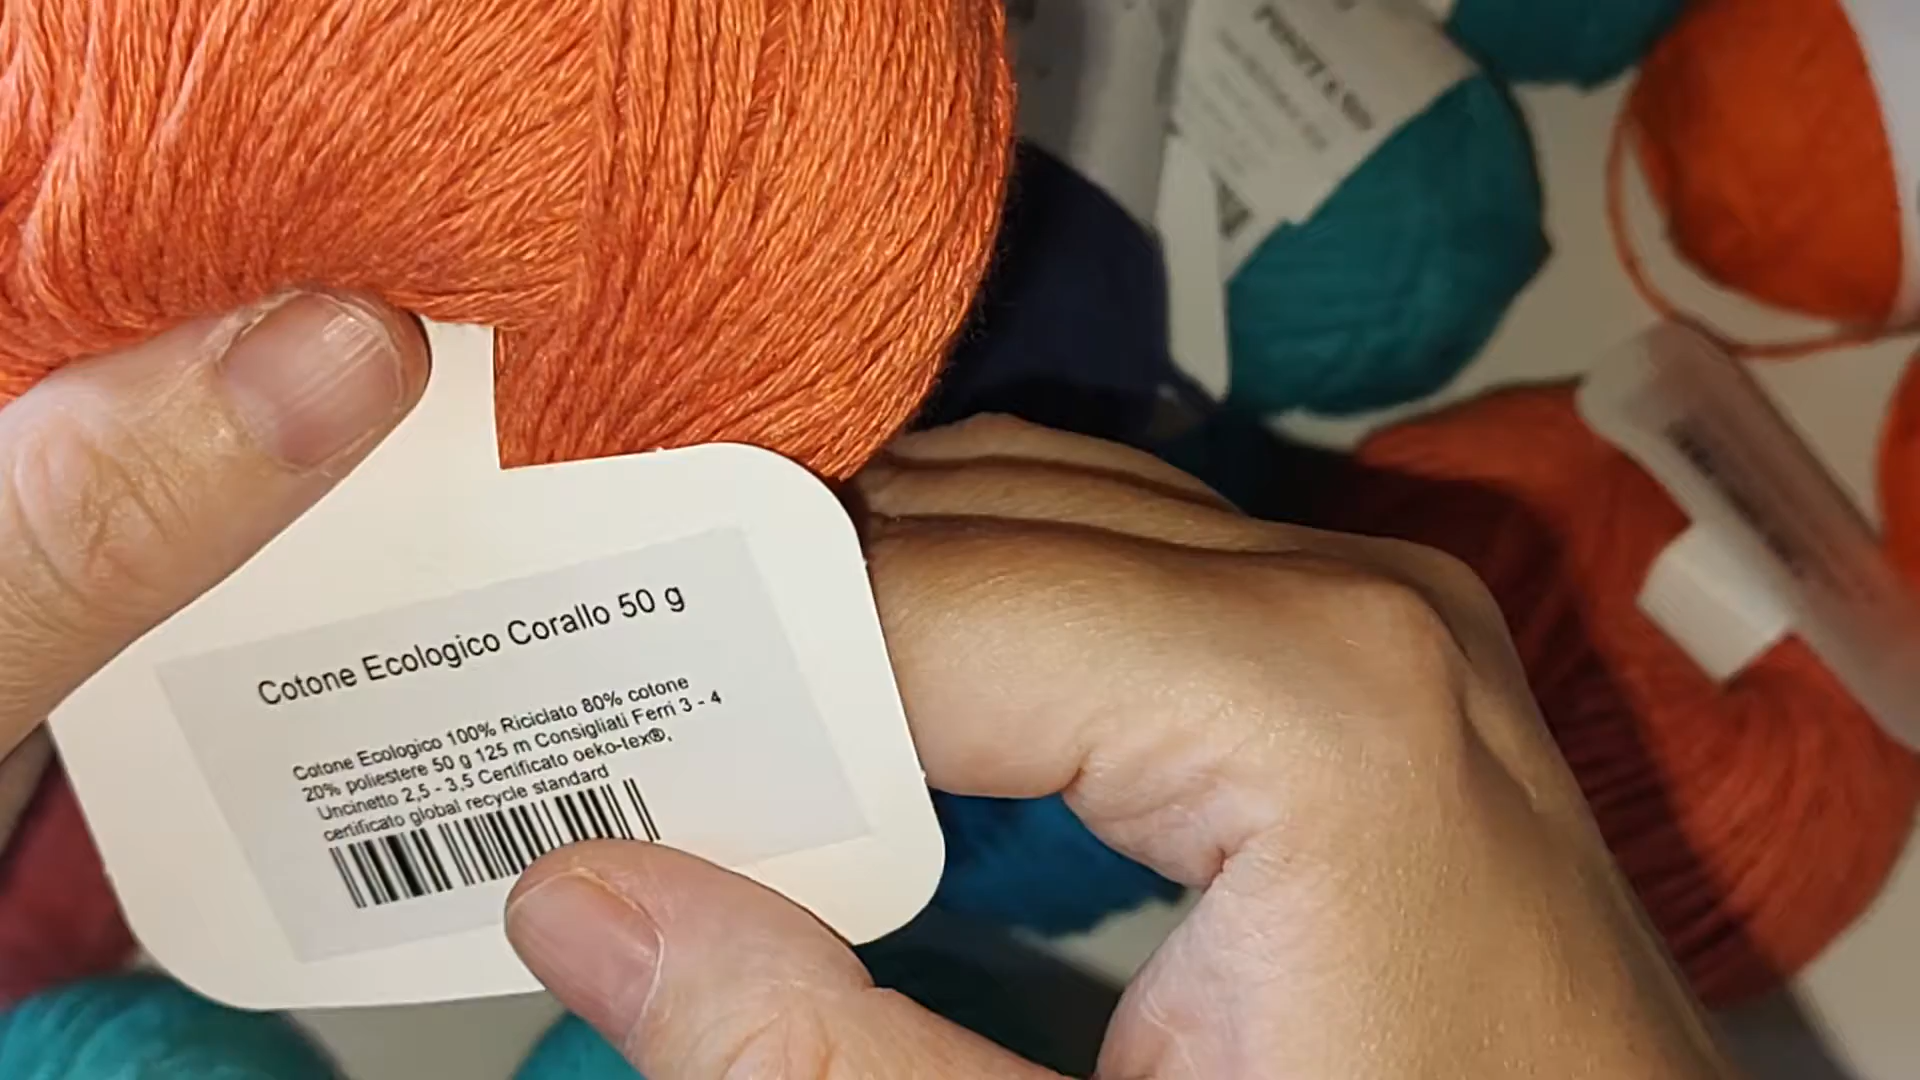 Cotone Ecologico Corallo 50 g
Cotone Ecologico 100% Riciclato 80% cotone
20% poliestere 50 g 125 m Consigliati Ferri 3 - 4
Uncinetto 2,5 - 3,5 Certificato oeko-tex®,
certificato global recycle standard